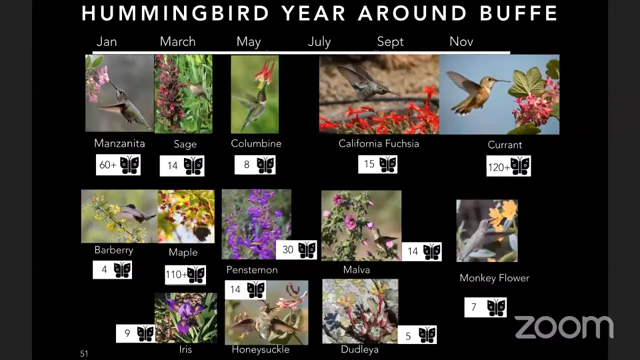 HUMMINGBIRD YEAR AROUND BUFFE
Jan March May July Sept Nov
Manzanita Sage Columbine California Fuchsia Currant
60+ 14 8 15 120+
Barberry Maple Penstemon Malva Monkey Flower
4 110+ 30 14 7
Iris Honeysuckle Dudleya
9 14 5
51
zoom